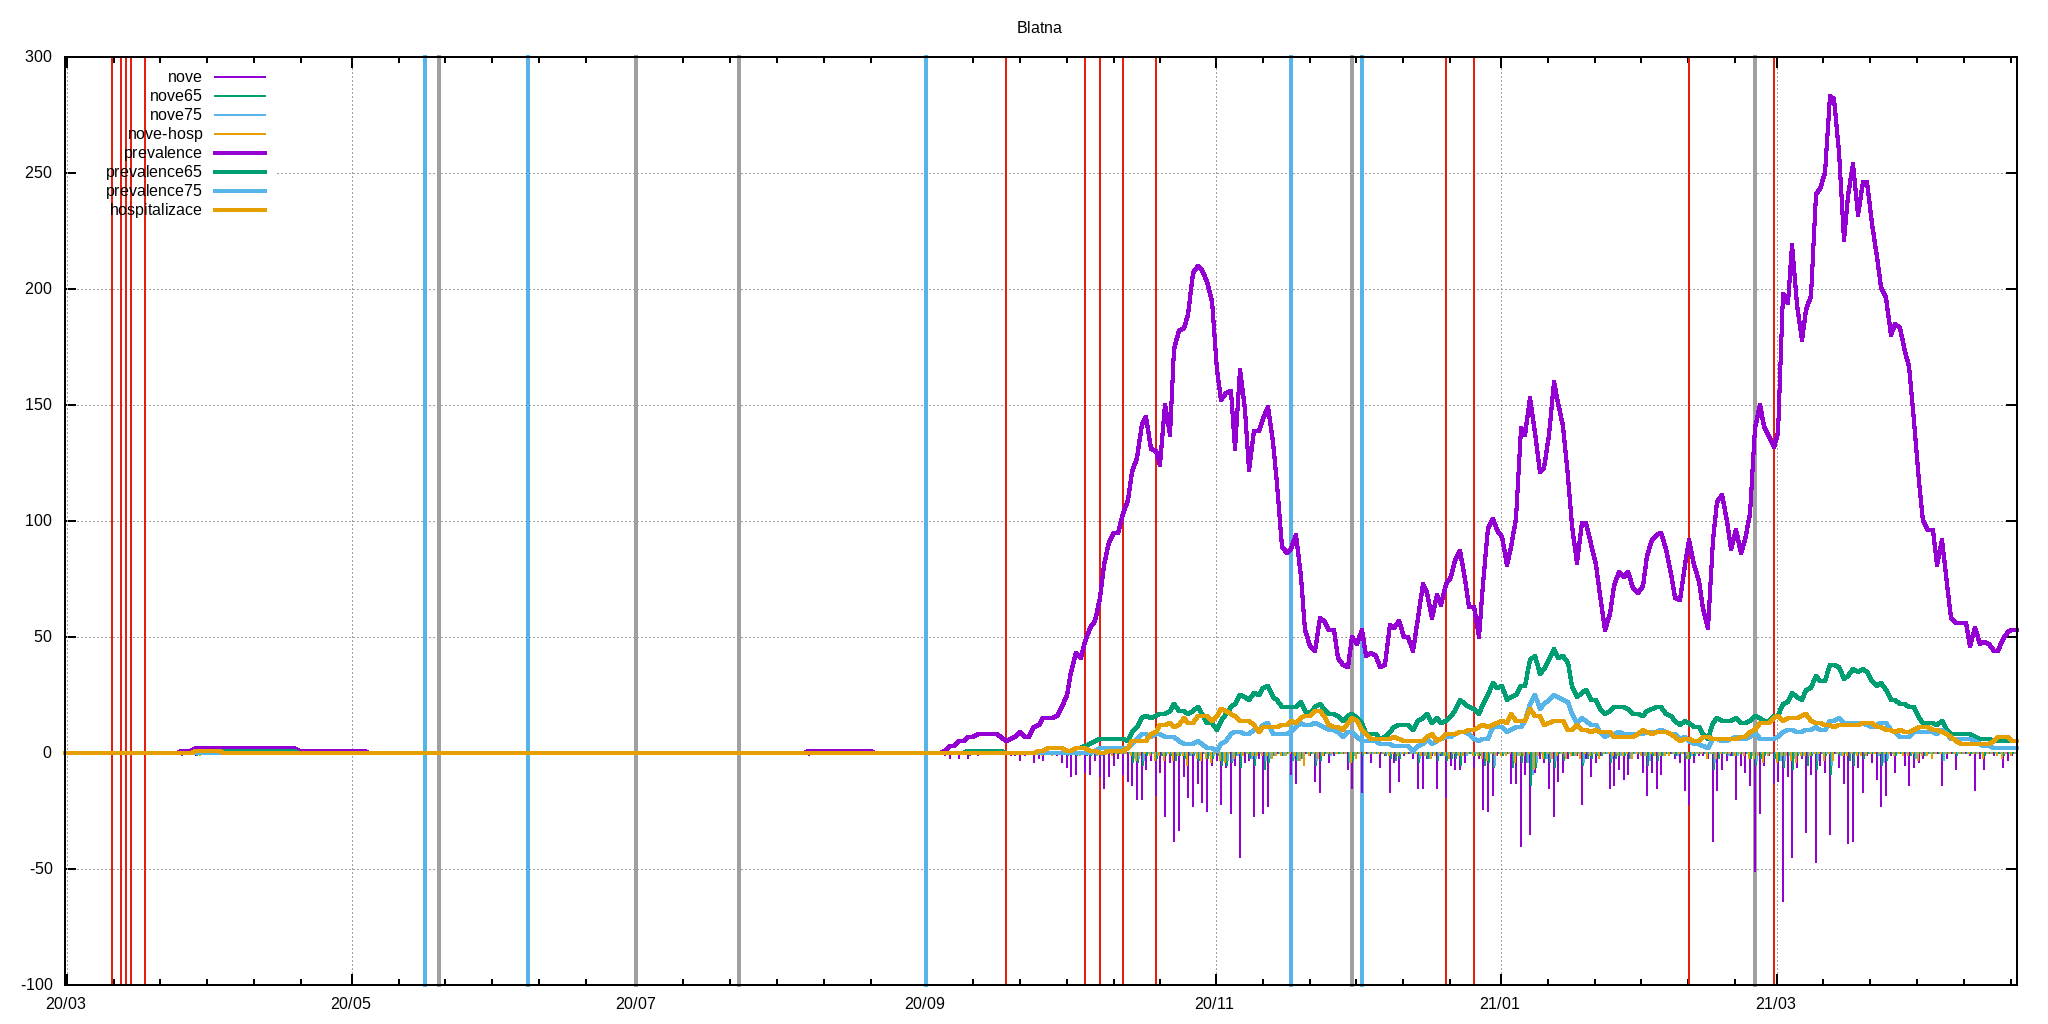 Blatna
300
250
200
150
100
50
0
-50
-100
nove
nove65
nove75
nove-hosp
prevalence
prevalence65
prevalence75
hospitalizace
20/03 20/05 20/07 20/09 20/11 21/01 21/03